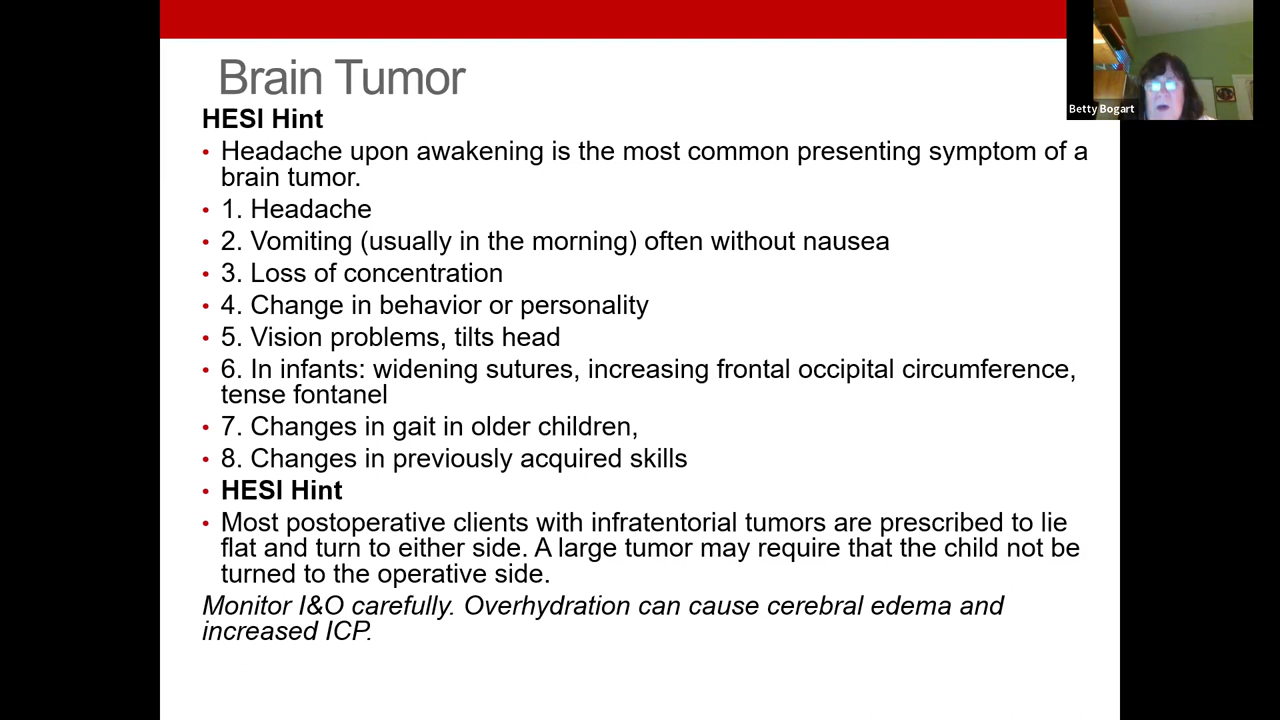 Brain Tumor
Betty Bogart
HESI Hint
• Headache upon awakening is the most common presenting symptom of a
brain tumor.
• 1. Headache
• 2. Vomiting (usually in the morning) often without nausea
• 3. Loss of concentration
• 4. Change in behavior or personality
• 5. Vision problems, tilts head
• 6. In infants: widening sutures, increasing frontal occipital circumference,
tense fontanel
• 7. Changes in gait in older children,
• 8. Changes in previously acquired skills
• HESI Hint
• Most postoperative clients with infratentorial tumors are prescribed to lie
flat and turn to either side. A large tumor may require that the child not be
turned to the operative side.
Monitor I&O carefully. Overhydration can cause cerebral edema and
increased ICP.